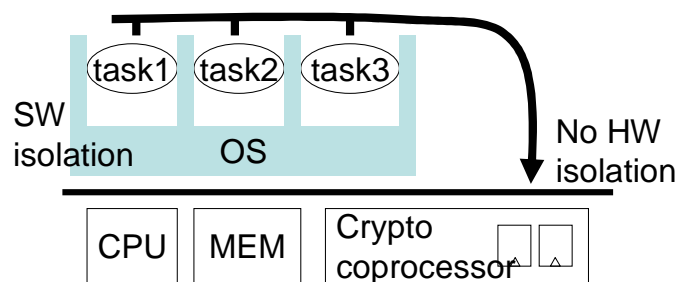 task1 task2 task3
SW
isolation
OS
No HW
isolation
CPU
MEM
Crypto
coprocessor